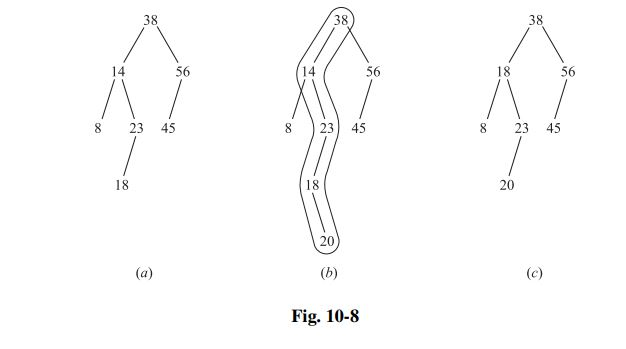 38 38 38
14 56 14 56 18 56
8 23 45 8 23 45 8 23 45
18 18 20
20
(a) (b) (c)
Fig. 10-8